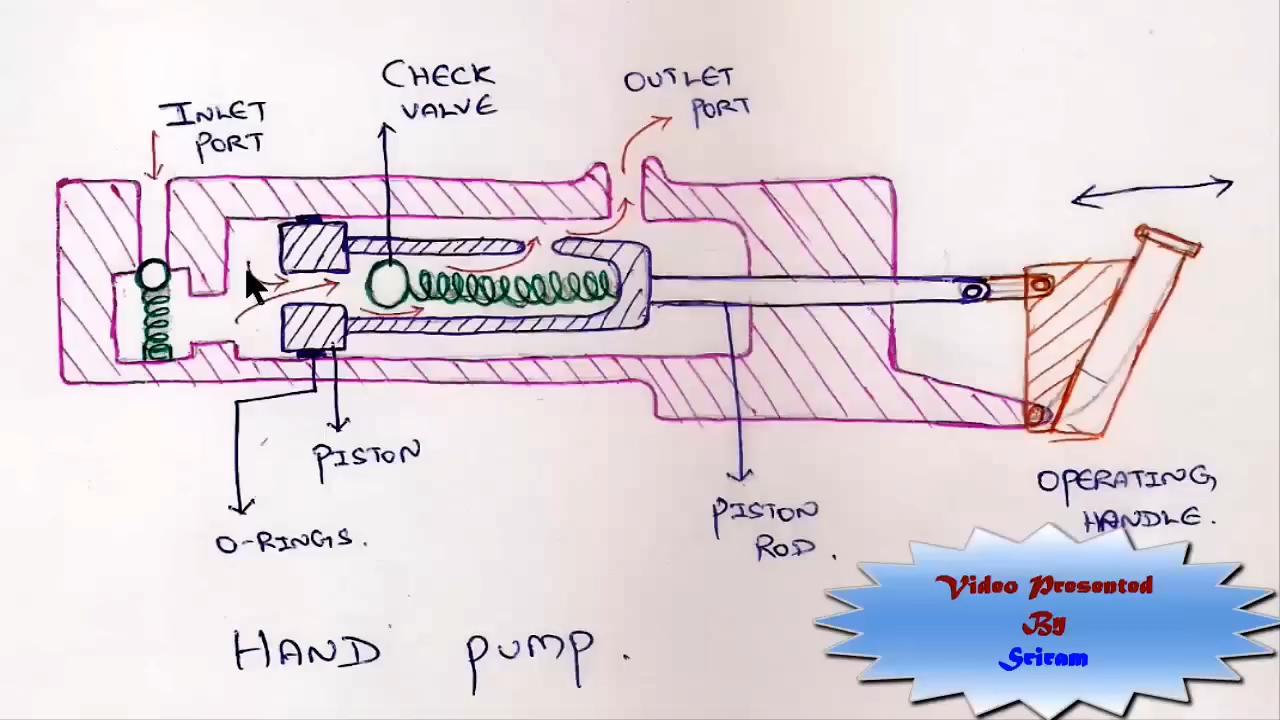 INLET
PORT
CHECK
VALVE
OUTLET
PORT
PISTON
O-RINGS.
PISTON
ROD.
OPERATING
HANDLE.
HAND PUMP.
Video Presented
By
Sriram